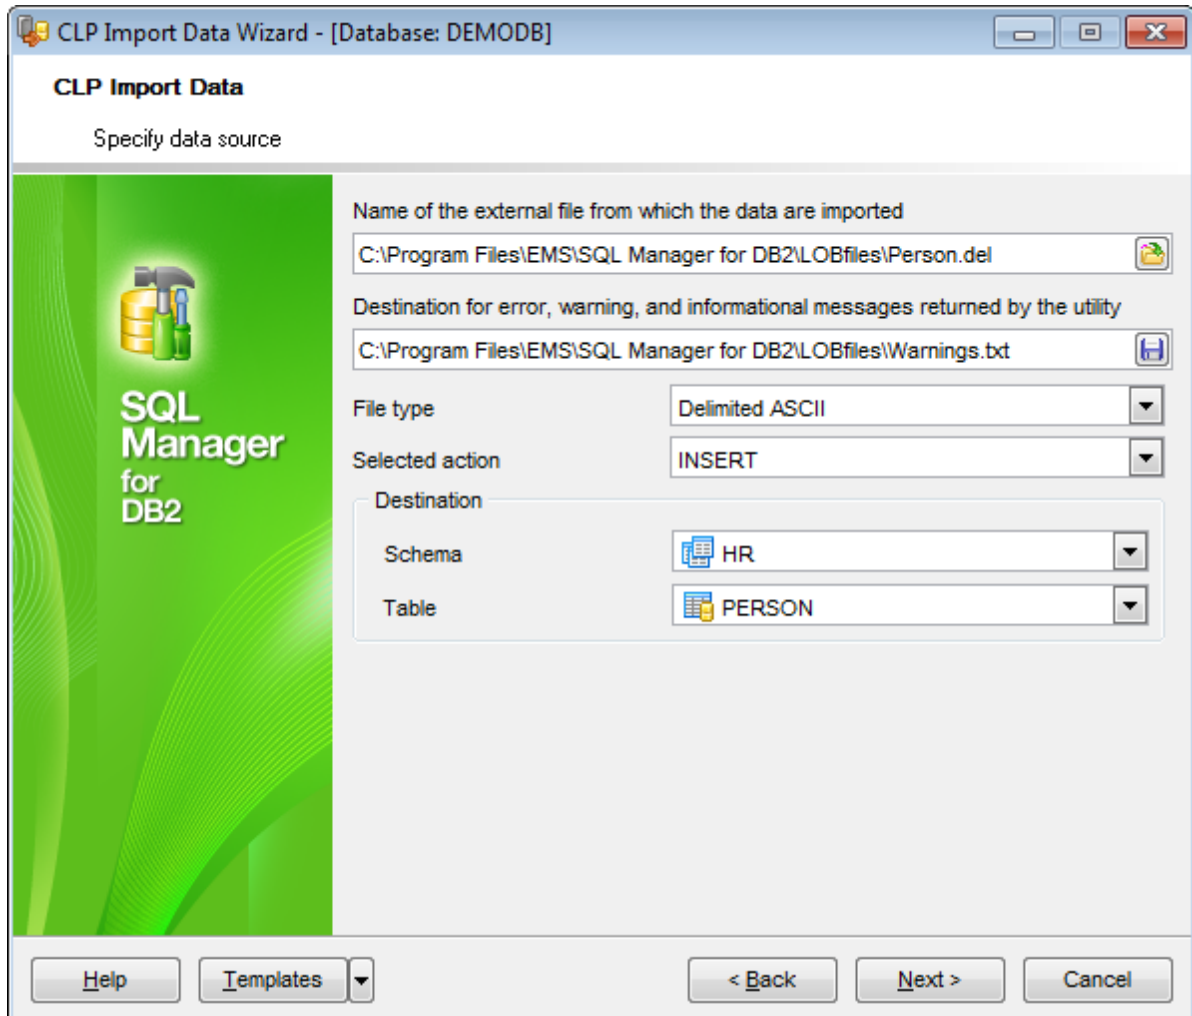 CLP Import Data Wizard - [Database: DEMODB]
CLP Import Data
Specify data source
Name of the external file from which the data are imported
C:\Program Files\EMS\SQL Manager for DB2\LOBfiles\Person.del
Destination for error, warning, and informational messages returned by the utility
C:\Program Files\EMS\SQL Manager for DB2\LOBfiles\Warnings.txt
File type
Delimited ASCII
Selected action
INSERT
Destination
Schema
HR
Table
PERSON
SQL
Manager
for
DB2
Help
Templates
< Back
Next >
Cancel